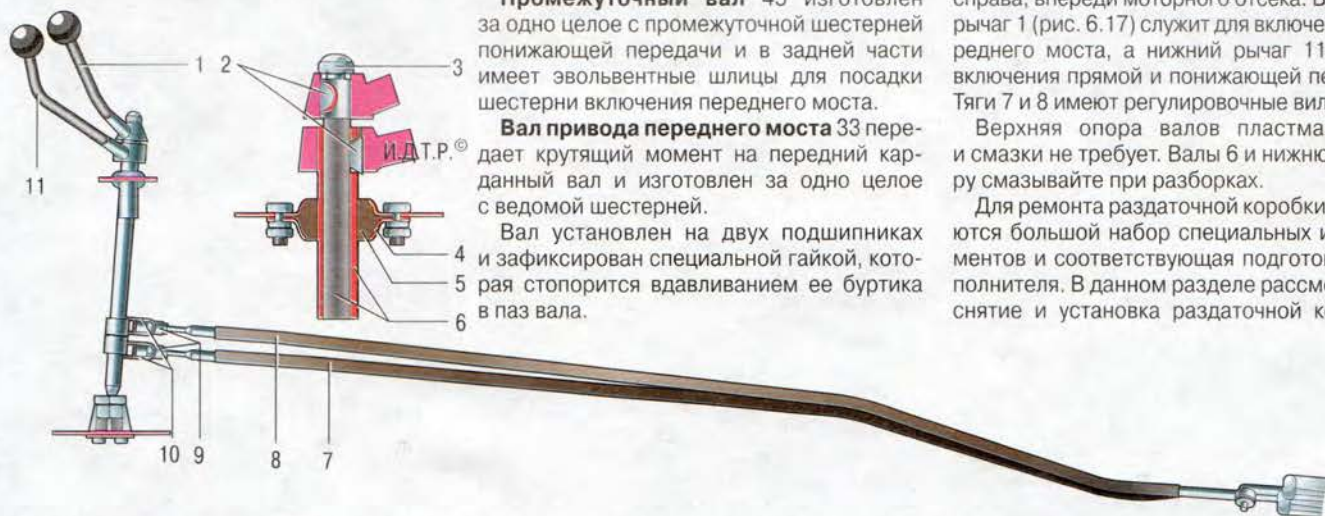 Промежуточный вал 43 изготовлен
за одно целое с промежуточной шестерней
понижающей передачи и в задней части
имеет эвольвентные шлицы для посадки
шестерни включения переднего моста.
Вал привода переднего моста 33 пере-
дает крутящий момент на передний кар-
данный вал и изготовлен за одно целое
с ведомой шестерней.
Вал установлен на двух подшипниках
и зафиксирован специальной гайкой, кото-
рая стопорится вдавливанием ее буртика
в паз вала.
справа, впереди моторного отсека. В
рычаг 1 (рис. 6.17) служит для включе
реднего моста, а нижний рычаг 11
включения прямой и понижающей пе
Тяги 7 и 8 имеют регулировочные вил
Верхняя опора валов пластма
и смазки не требует. Валы 6 и нижню
ру смазывайте при разборках.
Для ремонта раздаточной коробки
ются большой набор специальных и
ментов и соответствующая подгото
полнителя. В данном разделе рассм
снятие и установка раздаточной к
1
2
3
И.Д.Т.Р.©
11
4
5
6
10
9
8
7